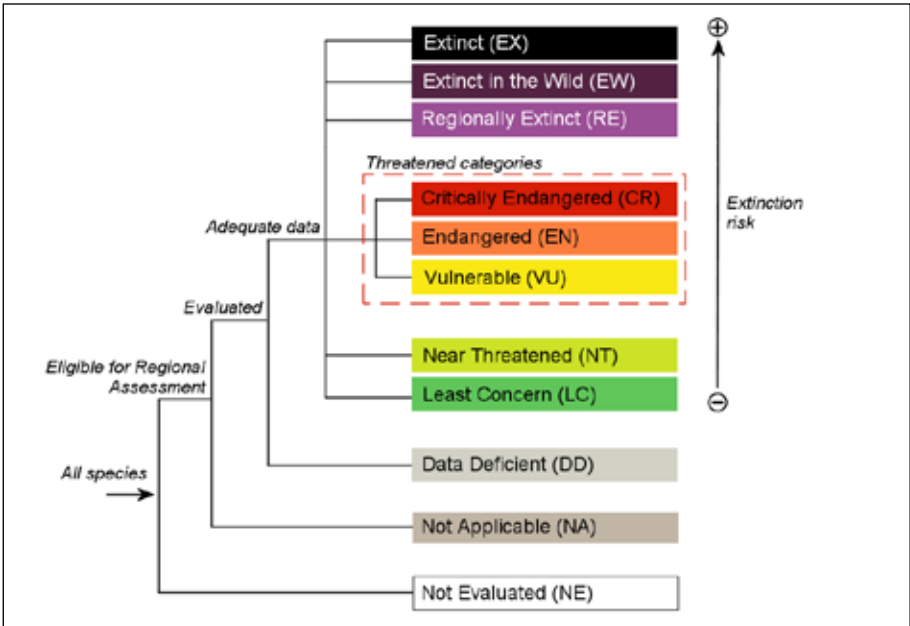 Extinct (EX)
Extinct in the Wild (EW)
Regionally Extinct (RE)
Threatened categories
Critically Endangered (CR)
Endangered (EN)
Vulnerable (VU)
Adequate data
Extinction
risk
Evaluated
Near Threatened (NT)
Eligible for Regional
Assessment
Least Concern (LC)
Data Deficient (DD)
All species
Not Applicable (NA)
Not Evaluated (NE)